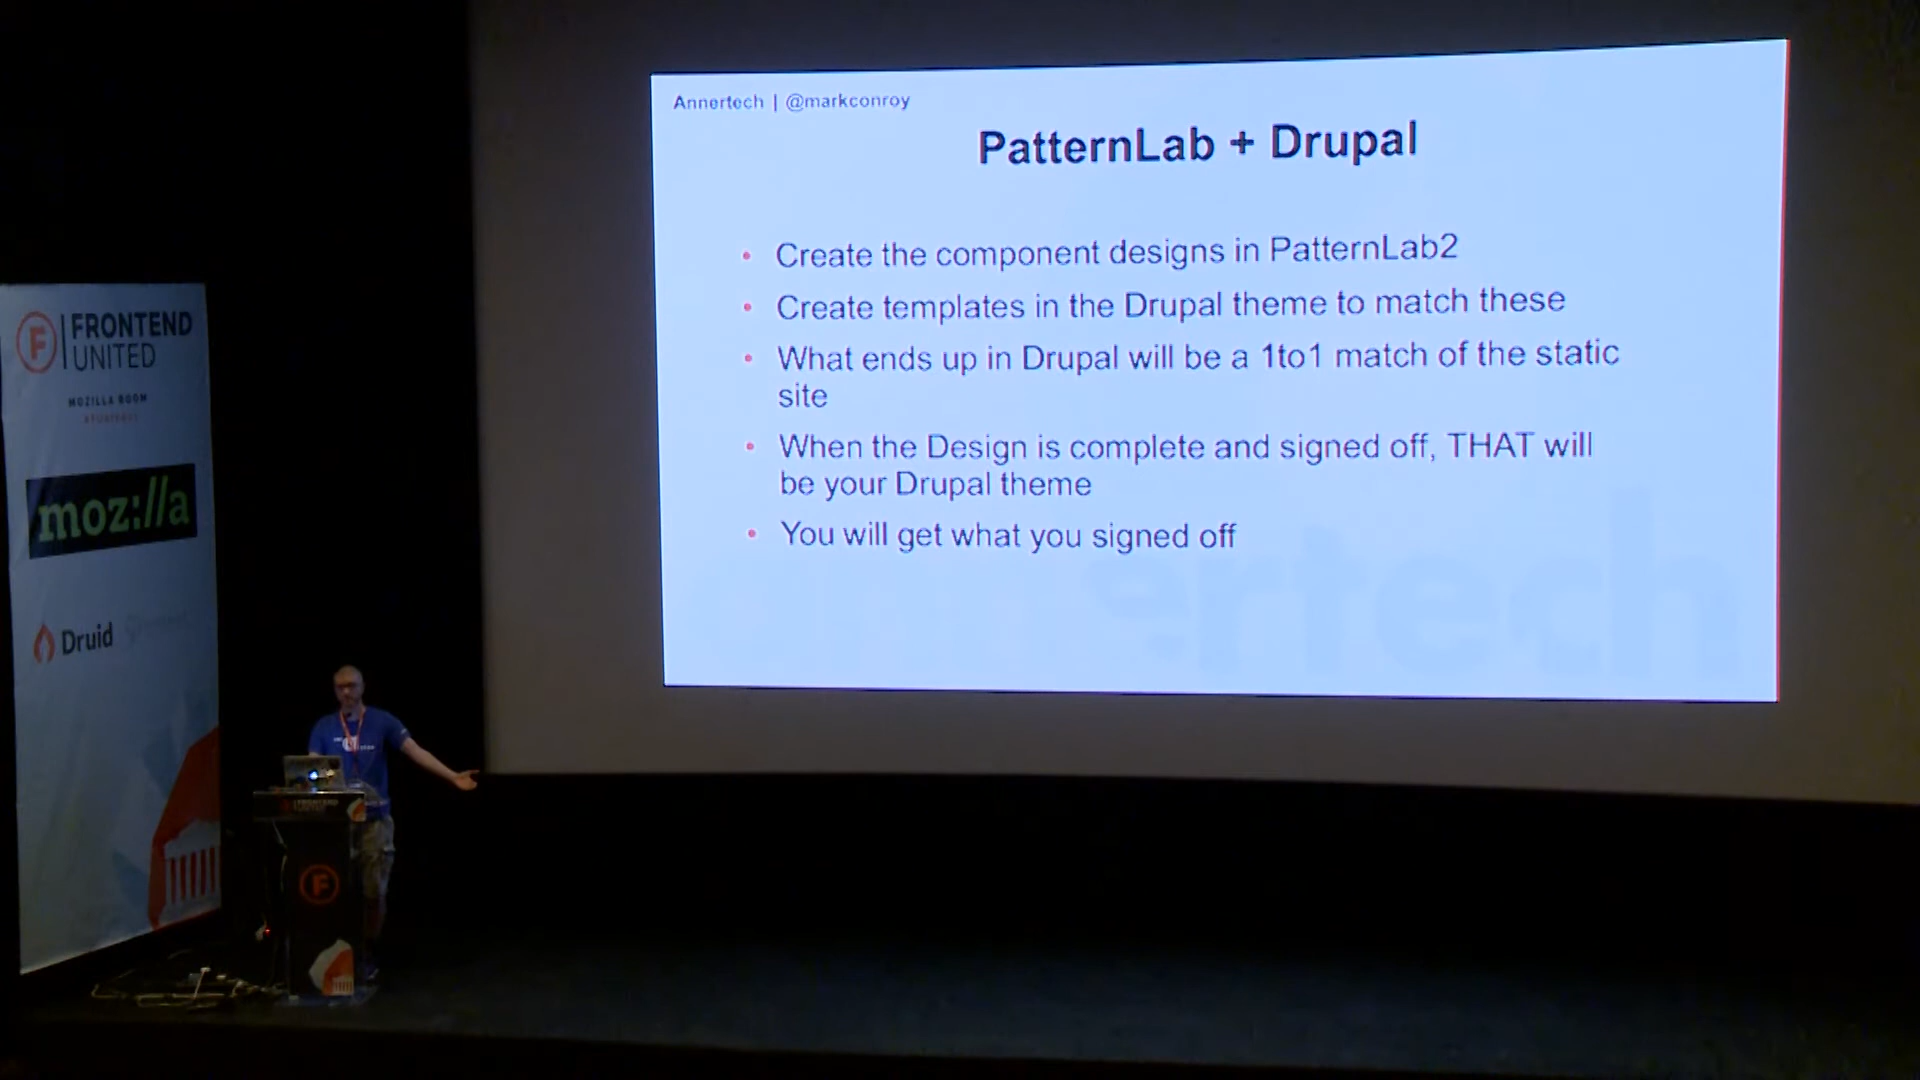 Annertech | @markconroy
PatternLab + Drupal
• Create the component designs in PatternLab2
• Create templates in the Drupal theme to match these
• What ends up in Drupal will be a 1to1 match of the static
site
• When the Design is complete and signed off, THAT will
be your Drupal theme
• You will get what you signed off
ertech
F
FRONTEND
UNITED
MOZILLA ROOM
moz://a
Druid
FRONTEND
UNITED
F